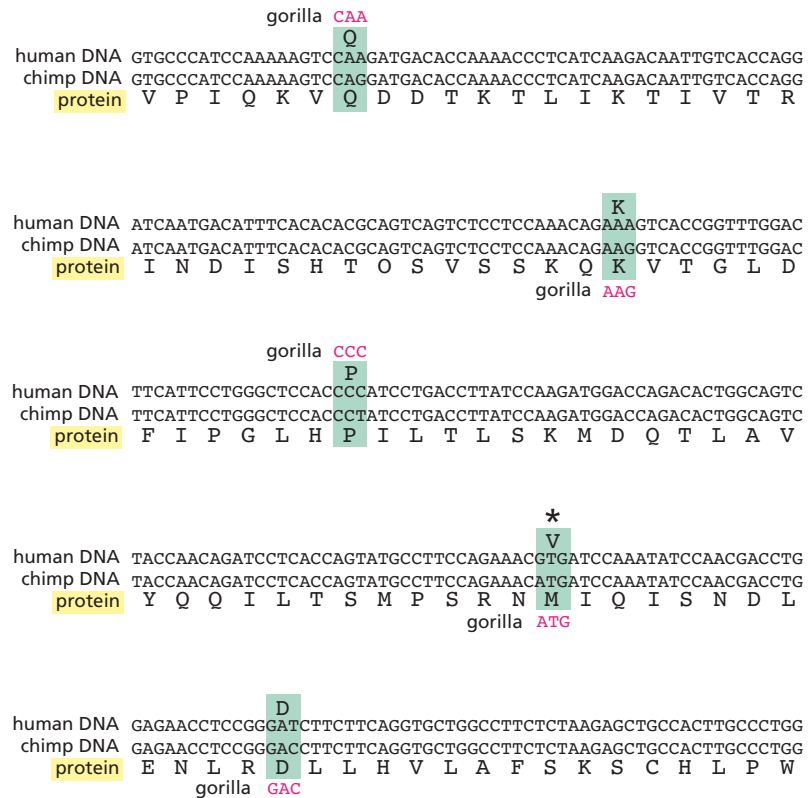 gorilla CAA
Q
human DNA GTGCCCATCCAAAAAGTCCAAGATGACACCAAAACCCTCATCAAGACAATTGTCACCAGG
chimp DNA GTGCCCATCCAAAAAGTCCAGGATGACACCAAAACCCTCATCAAGACAATTGTCACCAGG
protein V P I Q K V Q D D T K T L I K T I V T R
K
human DNA ATCAATGACATTTCACACACGCAGTCAGTCTCCTCCAAACAGAAAGTCACCGGTTTGGAC
chimp DNA ATCAATGACATTTCACACACGCAGTCAGTCTCCTCCAAACAGAAGGTCACCGGTTTGGAC
protein I N D I S H T O S V S S K Q K V T G L D
gorilla AAG
gorilla CCC
P
human DNA TTCATTCCTGGGCTCCACCCCATCCTGACCTTATCCAAGATGGACCAGACACTGGCAGTC
chimp DNA TTCATTCCTGGGCTCCACCCTATCCTGACCTTATCCAAGATGGACCAGACACTGGCAGTC
protein F I P G L H P I L T L S K M D Q T L A V
*
V
human DNA TACCAACAGATCCTCACCAGTATGCCTTCCAGAAACGTGATCCAAATATCCAACGACCTG
chimp DNA TACCAACAGATCCTCACCAGTATGCCTTCCAGAAACATGATCCAAATATCCAACGACCTG
protein Y Q Q I L T S M P S R N M I Q I S N D L
gorilla ATG
D
human DNA GAGAACCTCCGGGATCTTCTTCAGGTGCTGGCCTTCTCTAAGAGCTGCCACTTGCCCTGG
chimp DNA GAGAACCTCCGGGACCTTCTTCAGGTGCTGGCCTTCTCTAAGAGCTGCCACTTGCCCTGG
protein E N L R D L L H V L A F S K S C H L P W
gorilla GAC